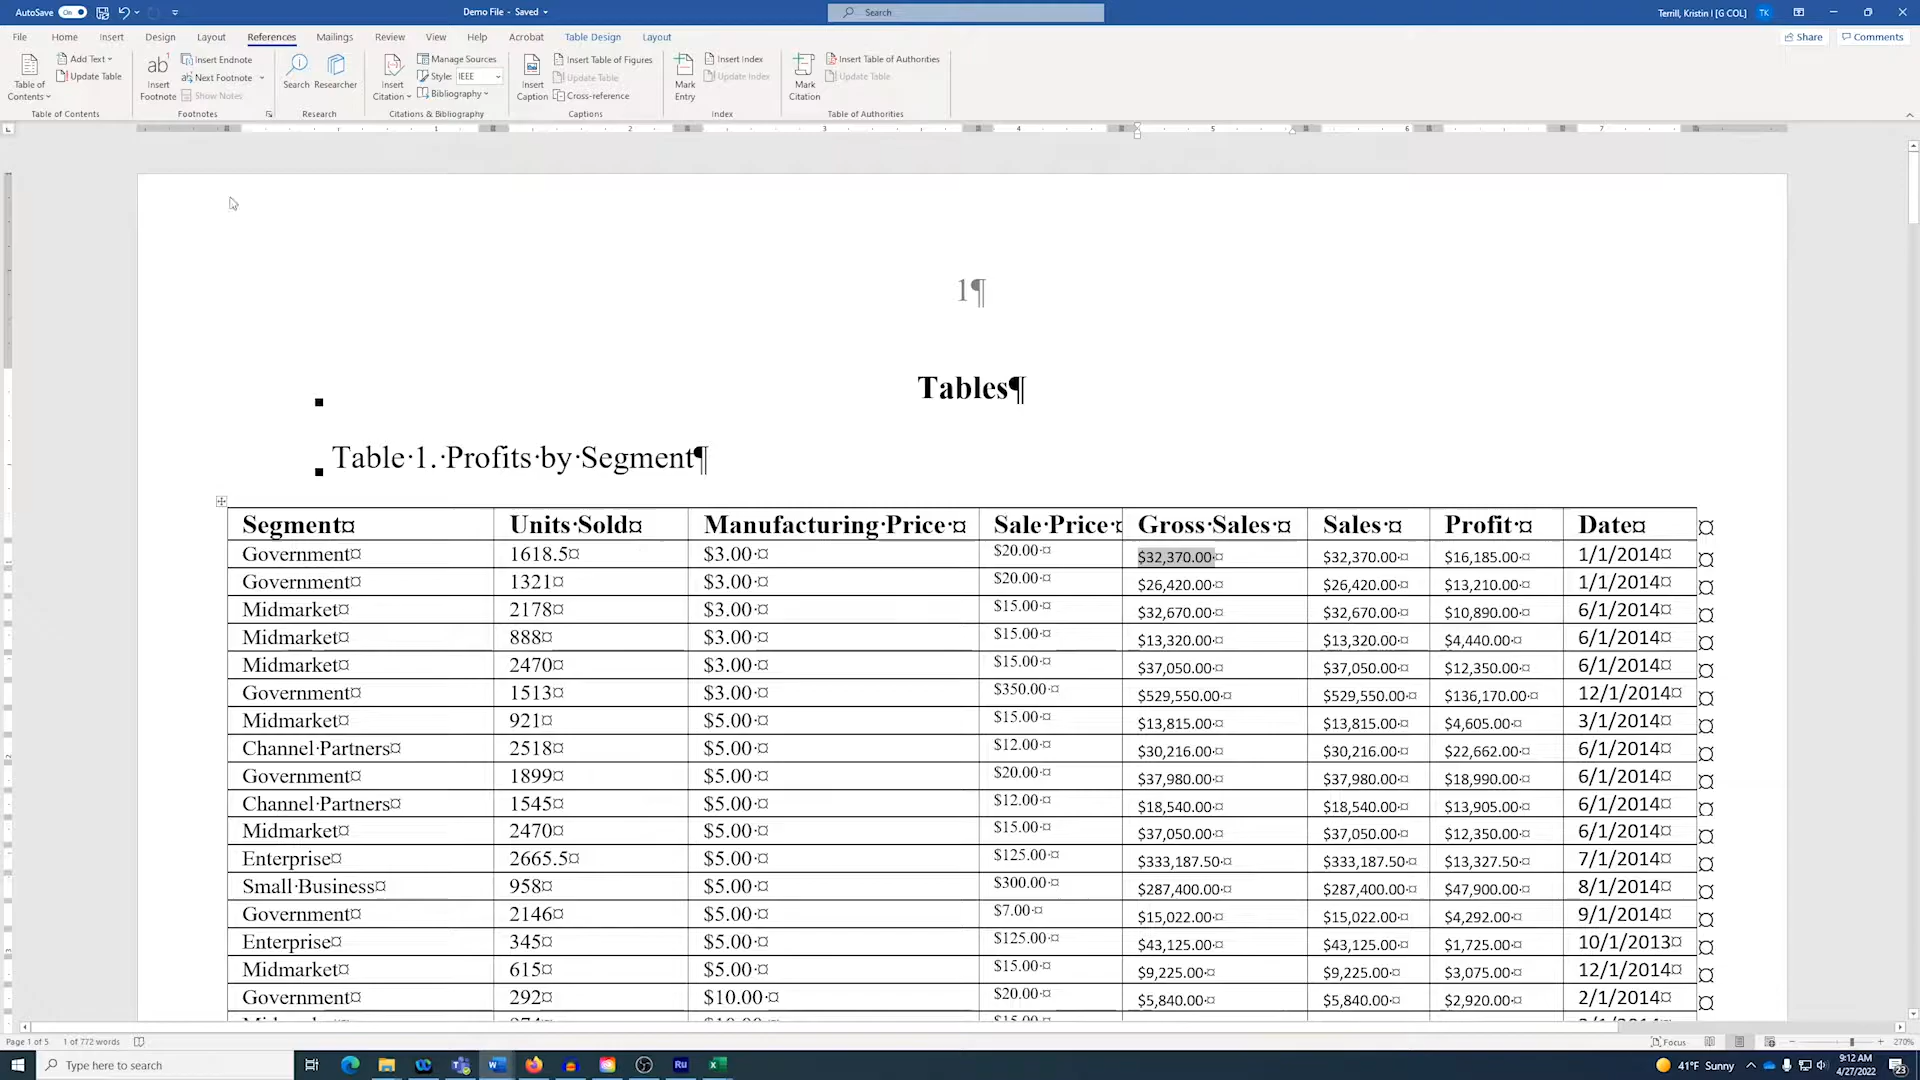 AutoSave On Demo File - Saved Search Terrill, Kristin I [G COL] TK
File Home Insert Design Layout References Mailings Review View Help Acrobat Table Design Layout Share Comments
Table of Contents Add Text Update Table Table of Contents
Insert Footnote Insert Endnote Next Footnote Show Notes Footnotes
Search Researcher Research
Insert Citation Manage Sources Style: IEEE Bibliography Citations & Bibliography
Insert Caption Insert Table of Figures Update Table Cross-reference Captions
Mark Entry Insert Index Update Index Index
Mark Citation Insert Table of Authorities Update Table Table of Authorities
1 2 3 4 5 6 7
1¶
Tables¶
Table·1.·Profits·by·Segment¶
Segment¤ Units·Sold¤ Manufacturing·Price·¤ Sale·Price·¤ Gross·Sales·¤ Sales·¤ Profit·¤ Date¤ ¤
Government¤ 1618.5¤ $3.00·¤ $20.00·¤ $32,370.00·¤ $32,370.00·¤ $16,185.00·¤ 1/1/2014¤ ¤
Government¤ 1321¤ $3.00·¤ $20.00·¤ $26,420.00·¤ $26,420.00·¤ $13,210.00·¤ 1/1/2014¤ ¤
Midmarket¤ 2178¤ $3.00·¤ $15.00·¤ $32,670.00·¤ $32,670.00·¤ $10,890.00·¤ 6/1/2014¤ ¤
Midmarket¤ 888¤ $3.00·¤ $15.00·¤ $13,320.00·¤ $13,320.00·¤ $4,440.00·¤ 6/1/2014¤ ¤
Midmarket¤ 2470¤ $3.00·¤ $15.00·¤ $37,050.00·¤ $37,050.00·¤ $12,350.00·¤ 6/1/2014¤ ¤
Government¤ 1513¤ $3.00·¤ $350.00·¤ $529,550.00·¤ $529,550.00·¤ $136,170.00·¤ 12/1/2014¤ ¤
Midmarket¤ 921¤ $5.00·¤ $15.00·¤ $13,815.00·¤ $13,815.00·¤ $4,605.00·¤ 3/1/2014¤ ¤
Channel·Partners¤ 2518¤ $5.00·¤ $12.00·¤ $30,216.00·¤ $30,216.00·¤ $22,662.00·¤ 6/1/2014¤ ¤
Government¤ 1899¤ $5.00·¤ $20.00·¤ $37,980.00·¤ $37,980.00·¤ $18,990.00·¤ 6/1/2014¤ ¤
Channel·Partners¤ 1545¤ $5.00·¤ $12.00·¤ $18,540.00·¤ $18,540.00·¤ $13,905.00·¤ 6/1/2014¤ ¤
Midmarket¤ 2470¤ $5.00·¤ $15.00·¤ $37,050.00·¤ $37,050.00·¤ $12,350.00·¤ 6/1/2014¤ ¤
Enterprise¤ 2665.5¤ $5.00·¤ $125.00·¤ $333,187.50·¤ $333,187.50·¤ $13,327.50·¤ 7/1/2014¤ ¤
Small·Business¤ 958¤ $5.00·¤ $300.00·¤ $287,400.00·¤ $287,400.00·¤ $47,900.00·¤ 8/1/2014¤ ¤
Government¤ 2146¤ $5.00·¤ $7.00·¤ $15,022.00·¤ $15,022.00·¤ $4,292.00·¤ 9/1/2014¤ ¤
Enterprise¤ 345¤ $5.00·¤ $125.00·¤ $43,125.00·¤ $43,125.00·¤ $1,725.00·¤ 10/1/2013¤ ¤
Midmarket¤ 615¤ $5.00·¤ $15.00·¤ $9,225.00·¤ $9,225.00·¤ $3,075.00·¤ 12/1/2014¤ ¤
Government¤ 292¤ $10.00·¤ $20.00·¤ $5,840.00·¤ $5,840.00·¤ $2,920.00·¤ 2/1/2014¤ ¤
Page 1 of 5 1 of 772 words Focus 270%
Type here to search Ru 41°F Sunny 9:12 AM
4/27/2022 23